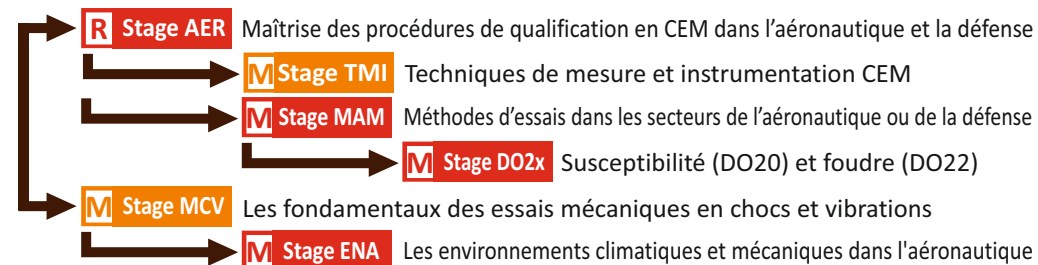 R Stage AER Maîtrise des procédures de qualification en CEM dans l’aéronautique et la défense
M Stage TMI Techniques de mesure et instrumentation CEM
M Stage MAM Méthodes d’essais dans les secteurs de l’aéronautique ou de la défense
M Stage DO2x Susceptibilité (DO20) et foudre (DO22)
M Stage MCV Les fondamentaux des essais mécaniques en chocs et vibrations
M Stage ENA Les environnements climatiques et mécaniques dans l'aéronautique